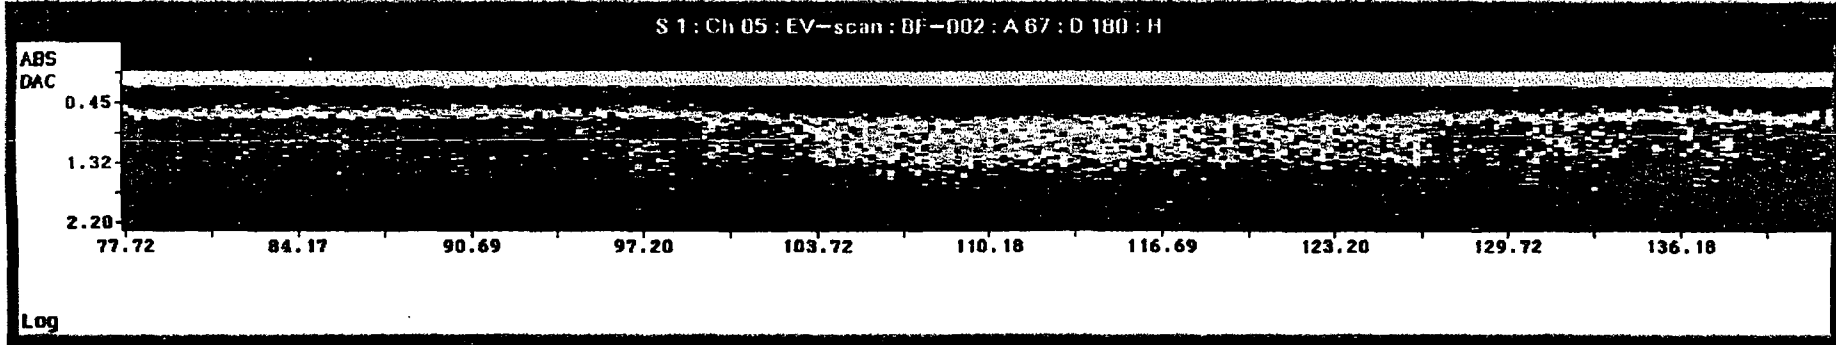 S 1 : Ch 05 : EV-scan : BF-002 : A 67 : D 180 : H
ABS
DAC
0.45
1.32
2.20
77.72 84.17 90.69 97.20 103.72 110.18 116.69 123.20 129.72 136.18
Log